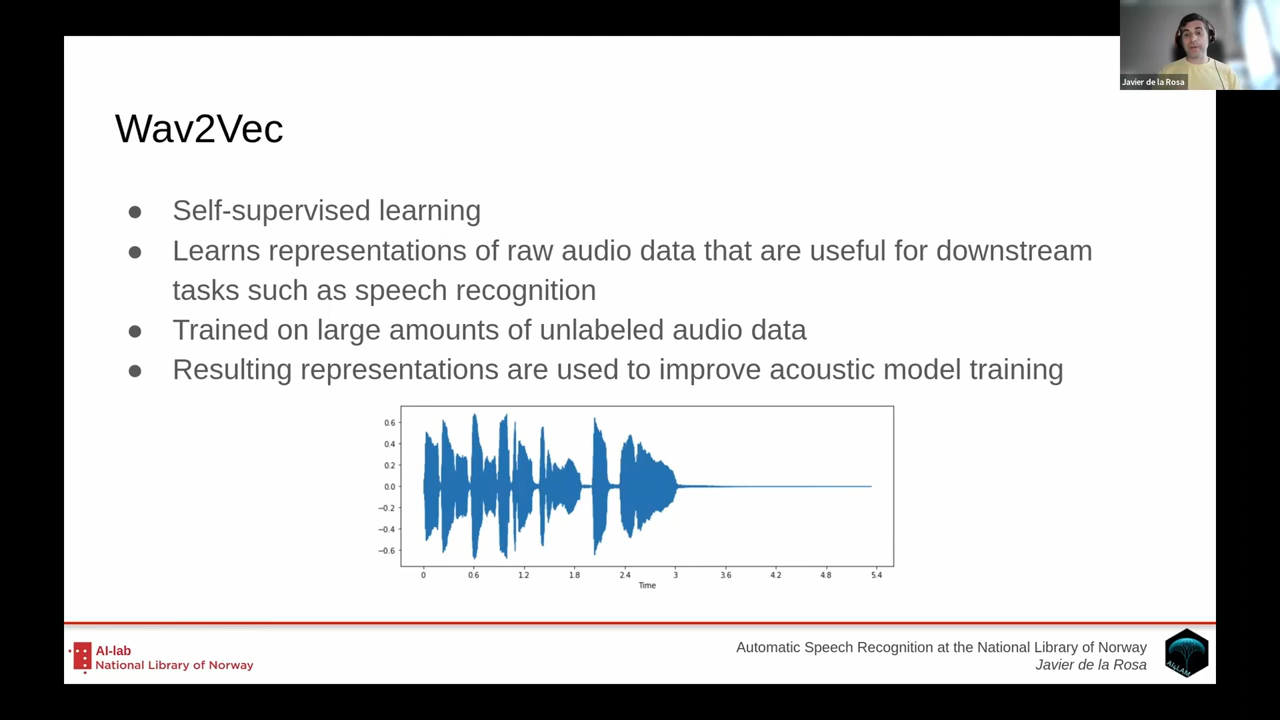 Javier de la Rosa
Wav2Vec
● Self-supervised learning
● Learns representations of raw audio data that are useful for downstream
tasks such as speech recognition
● Trained on large amounts of unlabeled audio data
● Resulting representations are used to improve acoustic model training
0.6
0.4
0.2
0.0
−0.2
−0.4
−0.6
0 0.6 1.2 1.8 2.4 3 3.6 4.2 4.8 5.4
Time
AI-lab
National Library of Norway
Automatic Speech Recognition at the National Library of Norway
Javier de la Rosa
AI4LAM